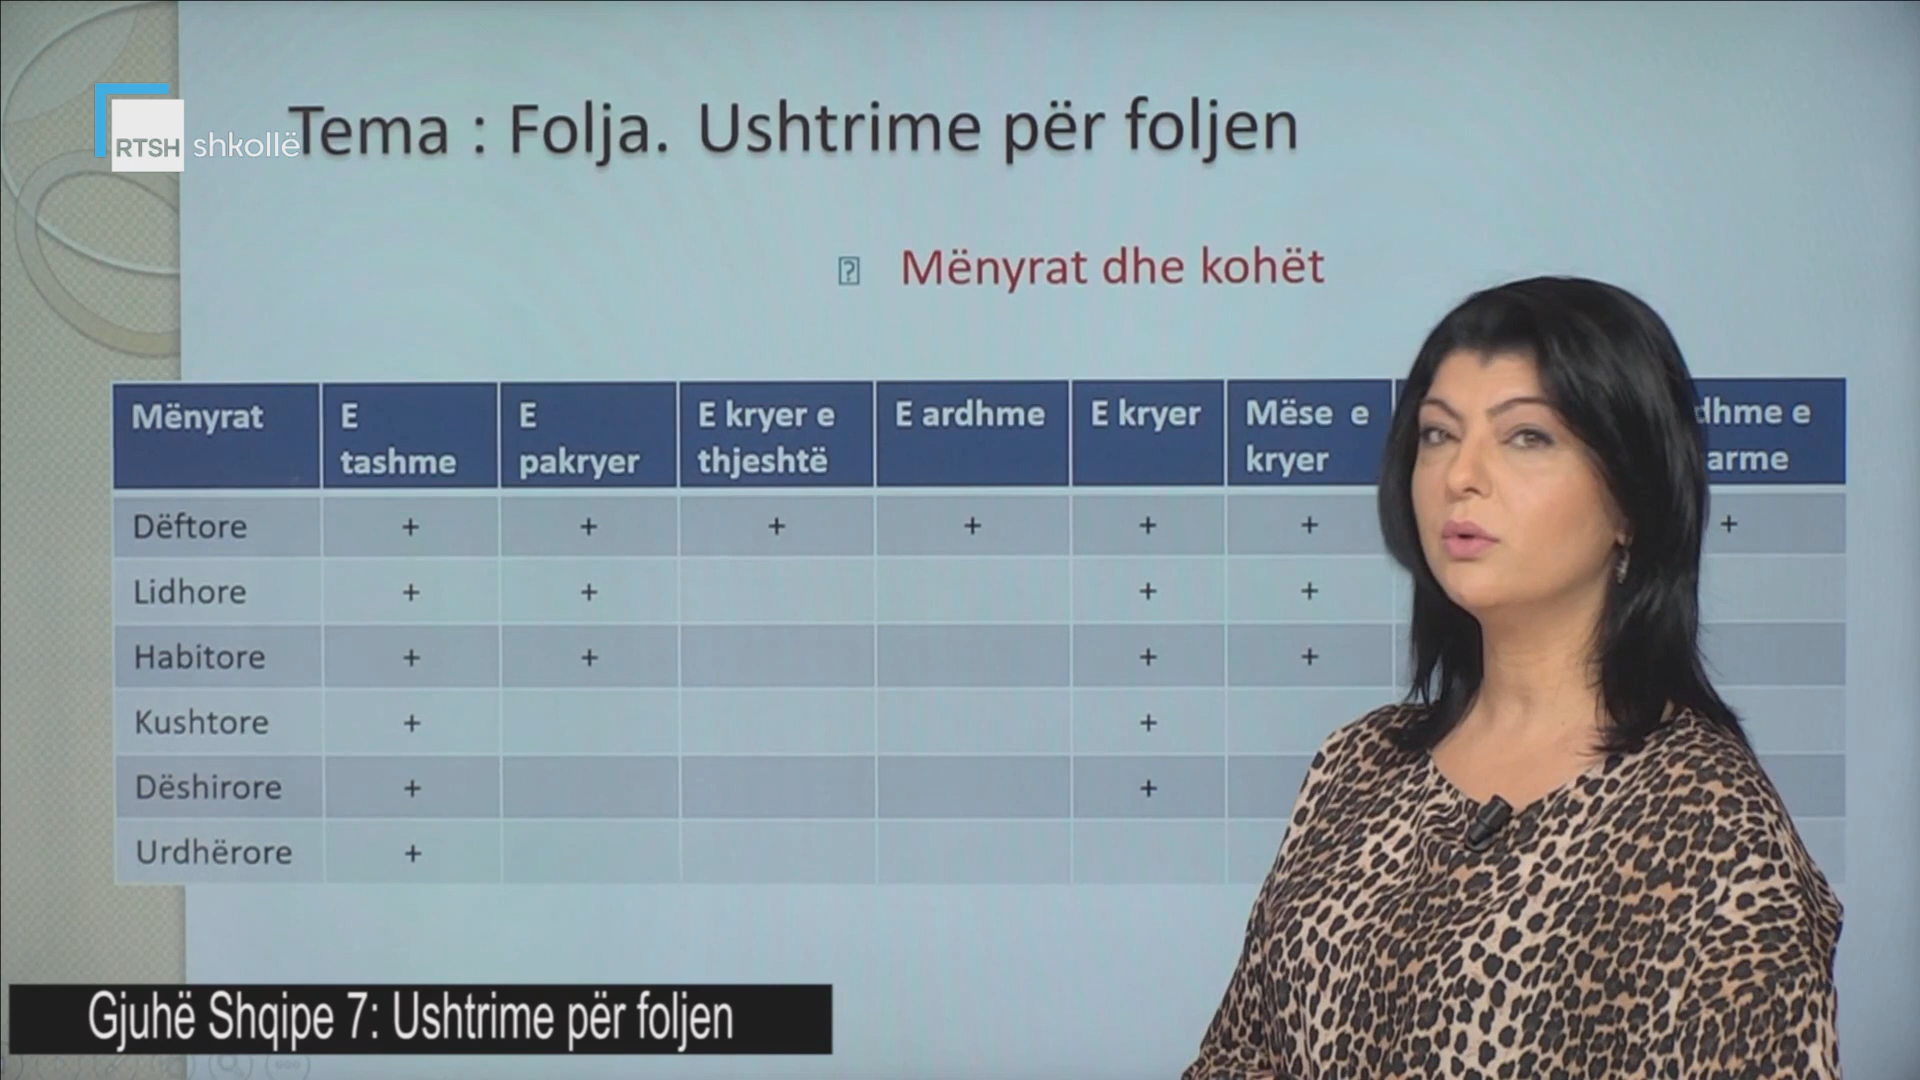 RTSH shkollë
Tema : Folja. Ushtrime për foljen
Mënyrat dhe kohët
Mënyrat E tashme E pakryer E kryer e thjeshtë E ardhme E kryer Mëse e kryer
Dëftore + + + + + + +
Lidhore + + + +
Habitore + + + +
Kushtore + +
Dëshirore + +
Urdhërore +
Gjuhë Shqipe 7: Ushtrime për foljen